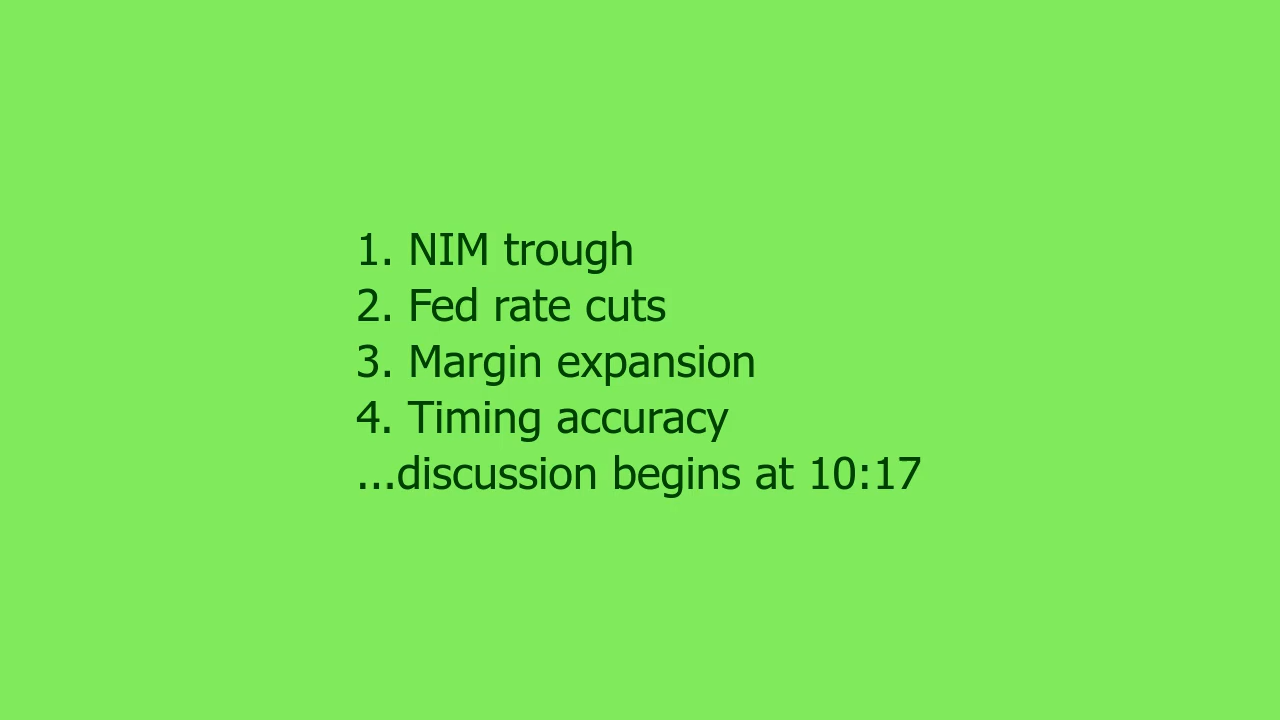 1. NIM trough
2. Fed rate cuts
3. Margin expansion
4. Timing accuracy
...discussion begins at 10:17